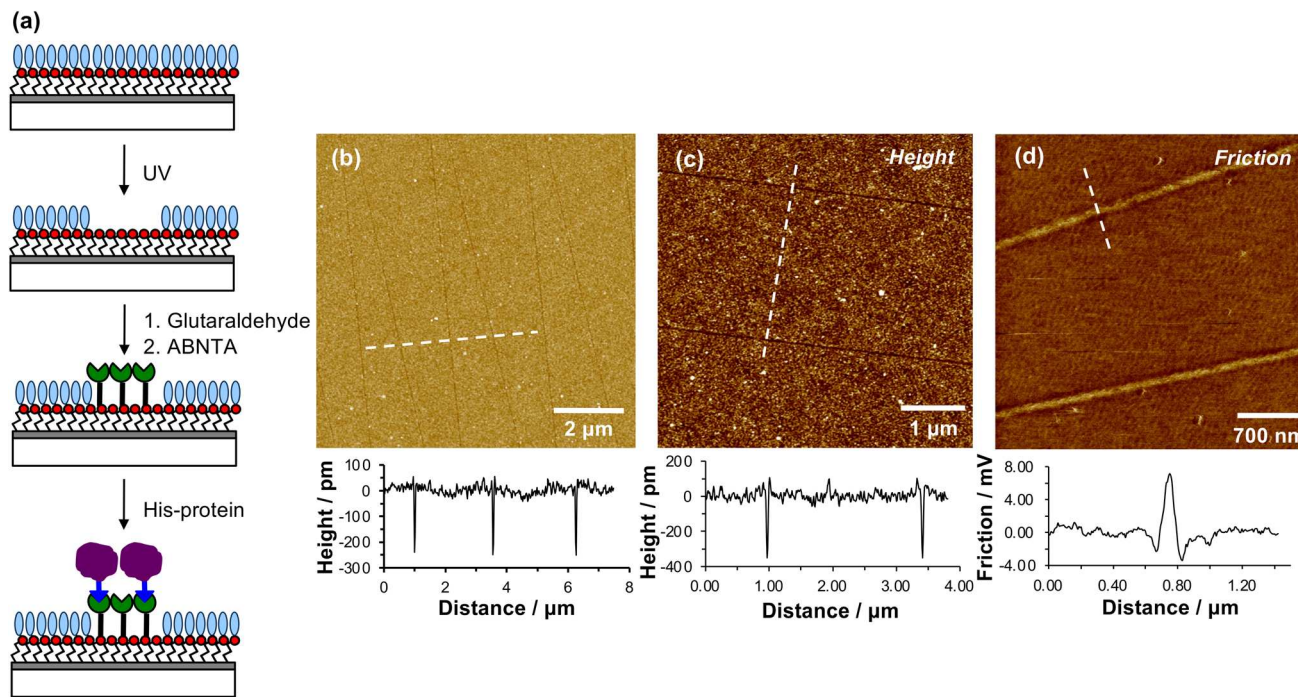 (a)
UV
1. Glutaraldehyde
2. ABNTA
His-protein
(b)
2 µm
Height / pm
100
0
-100
-200
-300
0
2
4
6
8
Distance / µm
(c)
Height
1 µm
Height / pm
200
0
-200
-400
0.00
1.00
2.00
3.00
4.00
Distance / µm
(d)
Friction
700 nm
Friction / mV
8.00
4.00
0.00
-4.00
0.00
0.40
0.80
1.20
Distance / µm